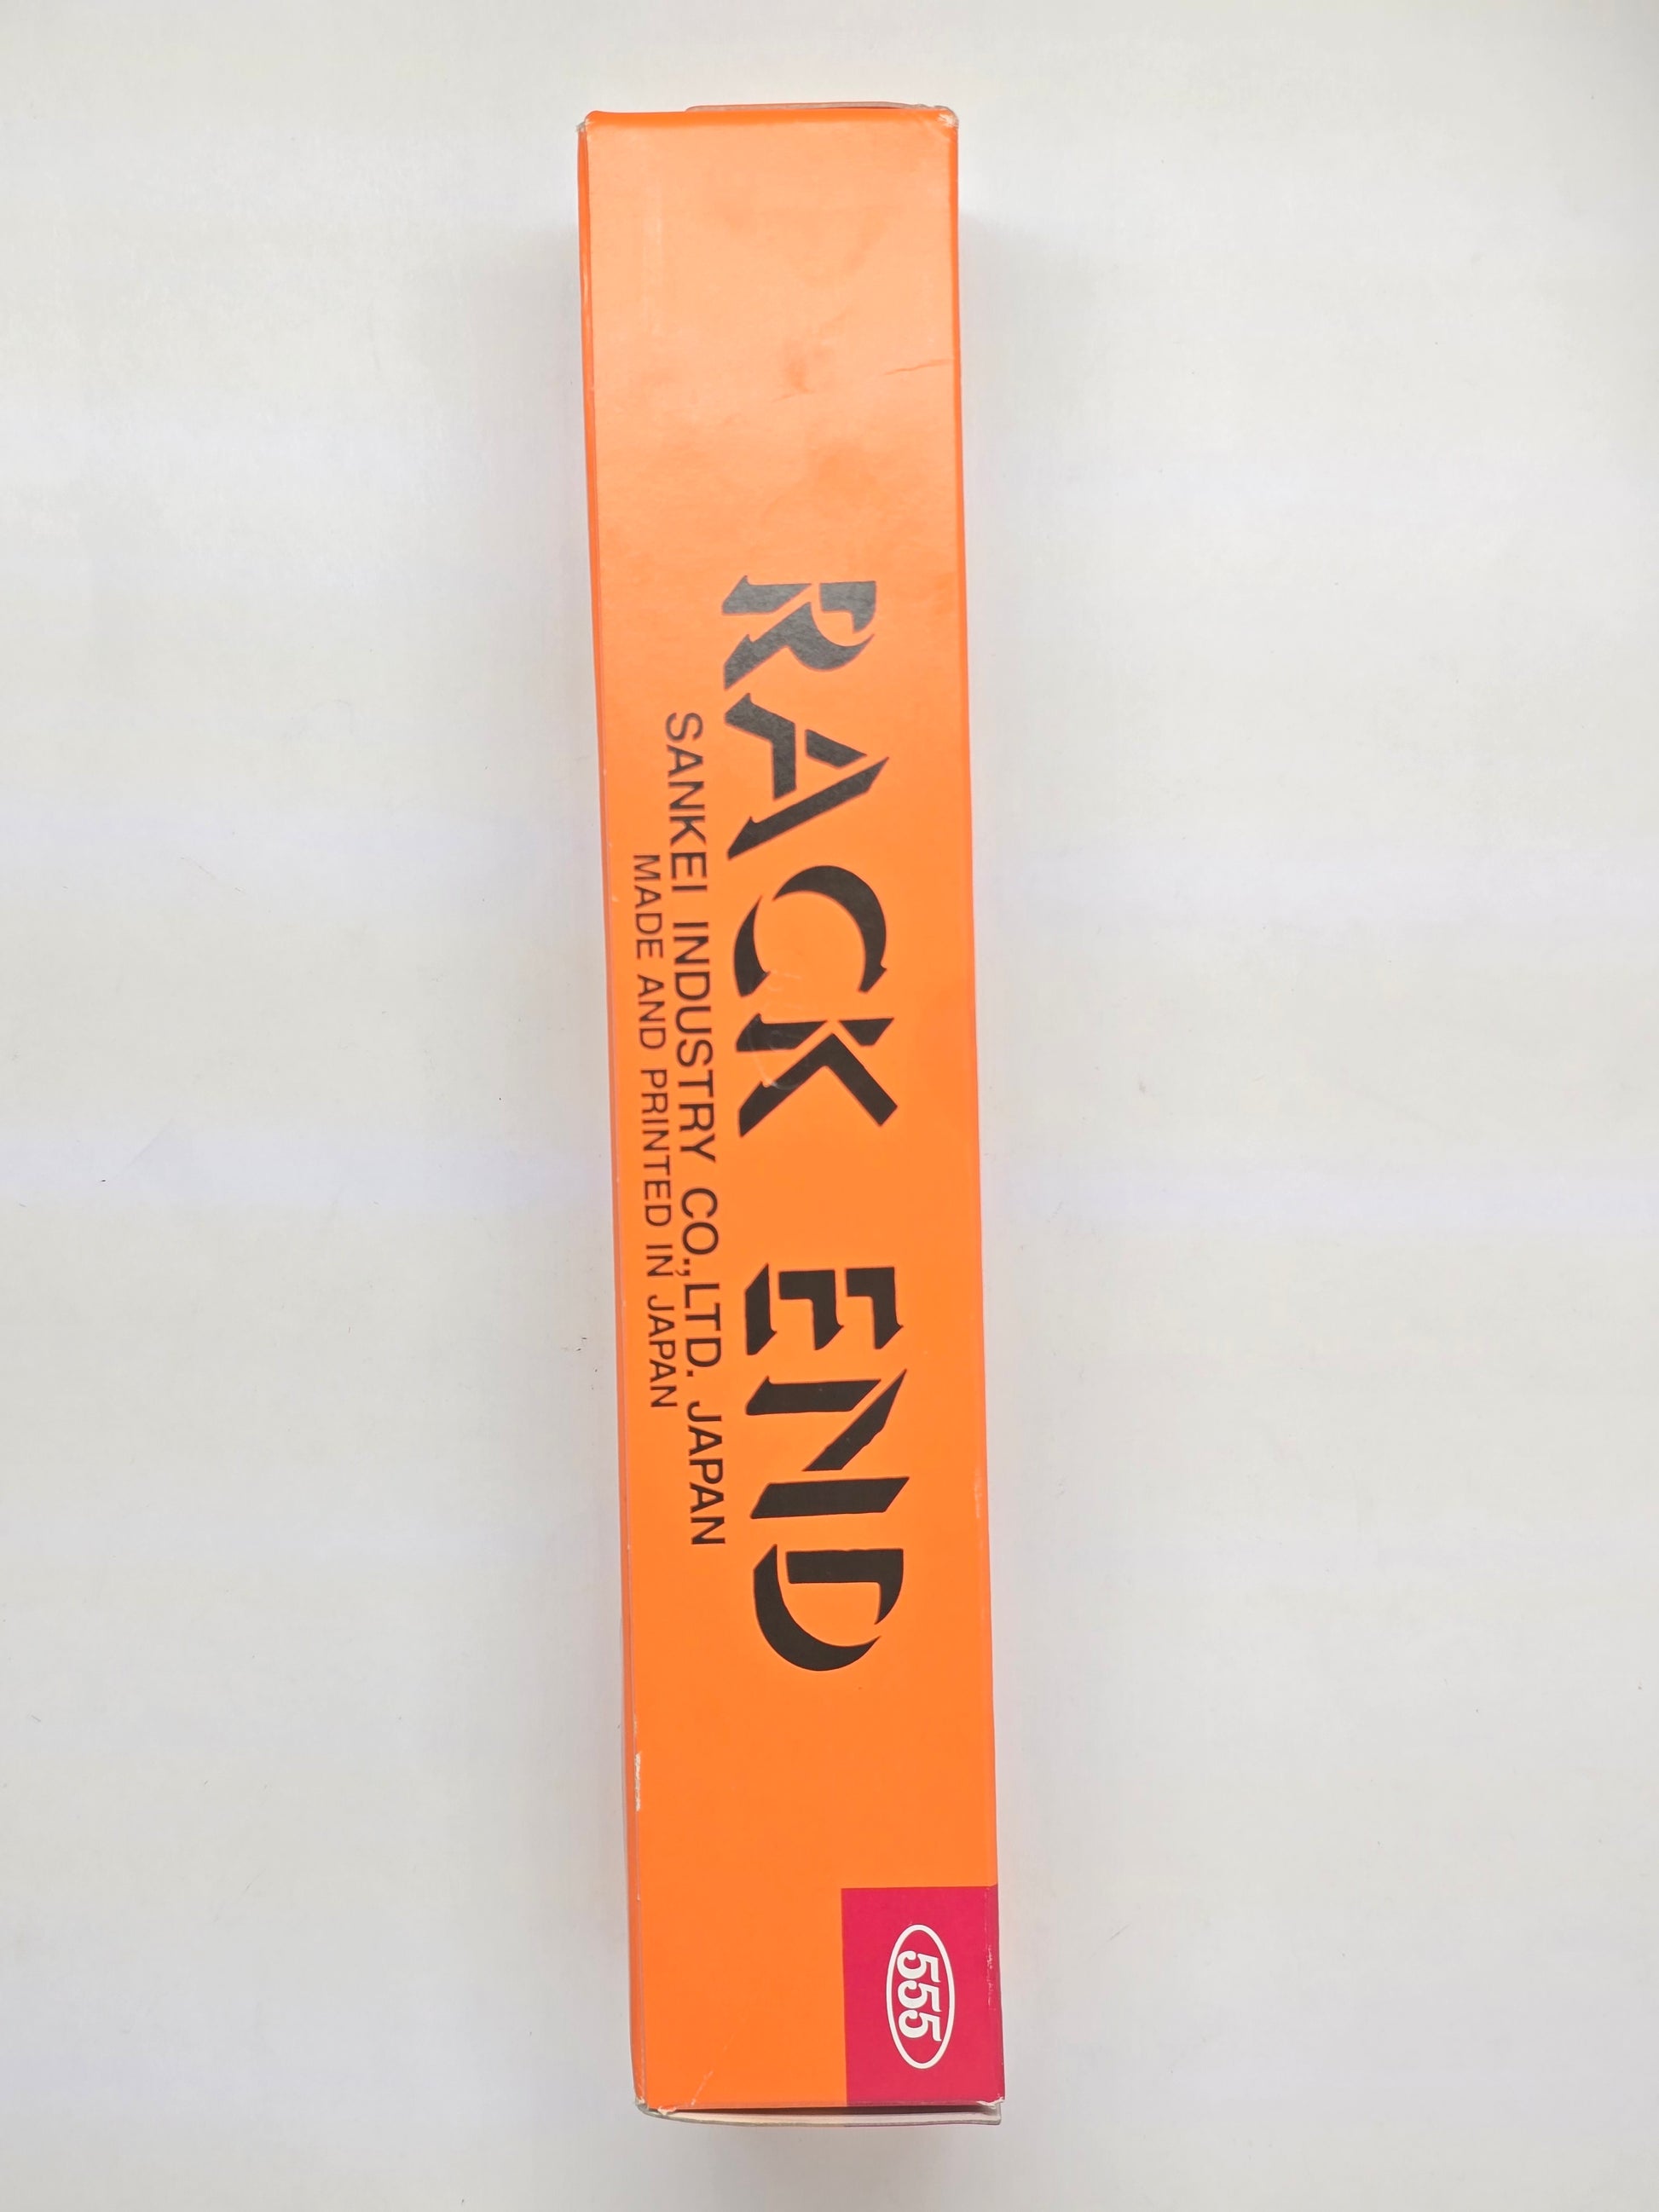 RACK END
SANKEI INDUSTRY CO.,LTD. JAPAN
MADE AND PRINTED IN JAPAN
555